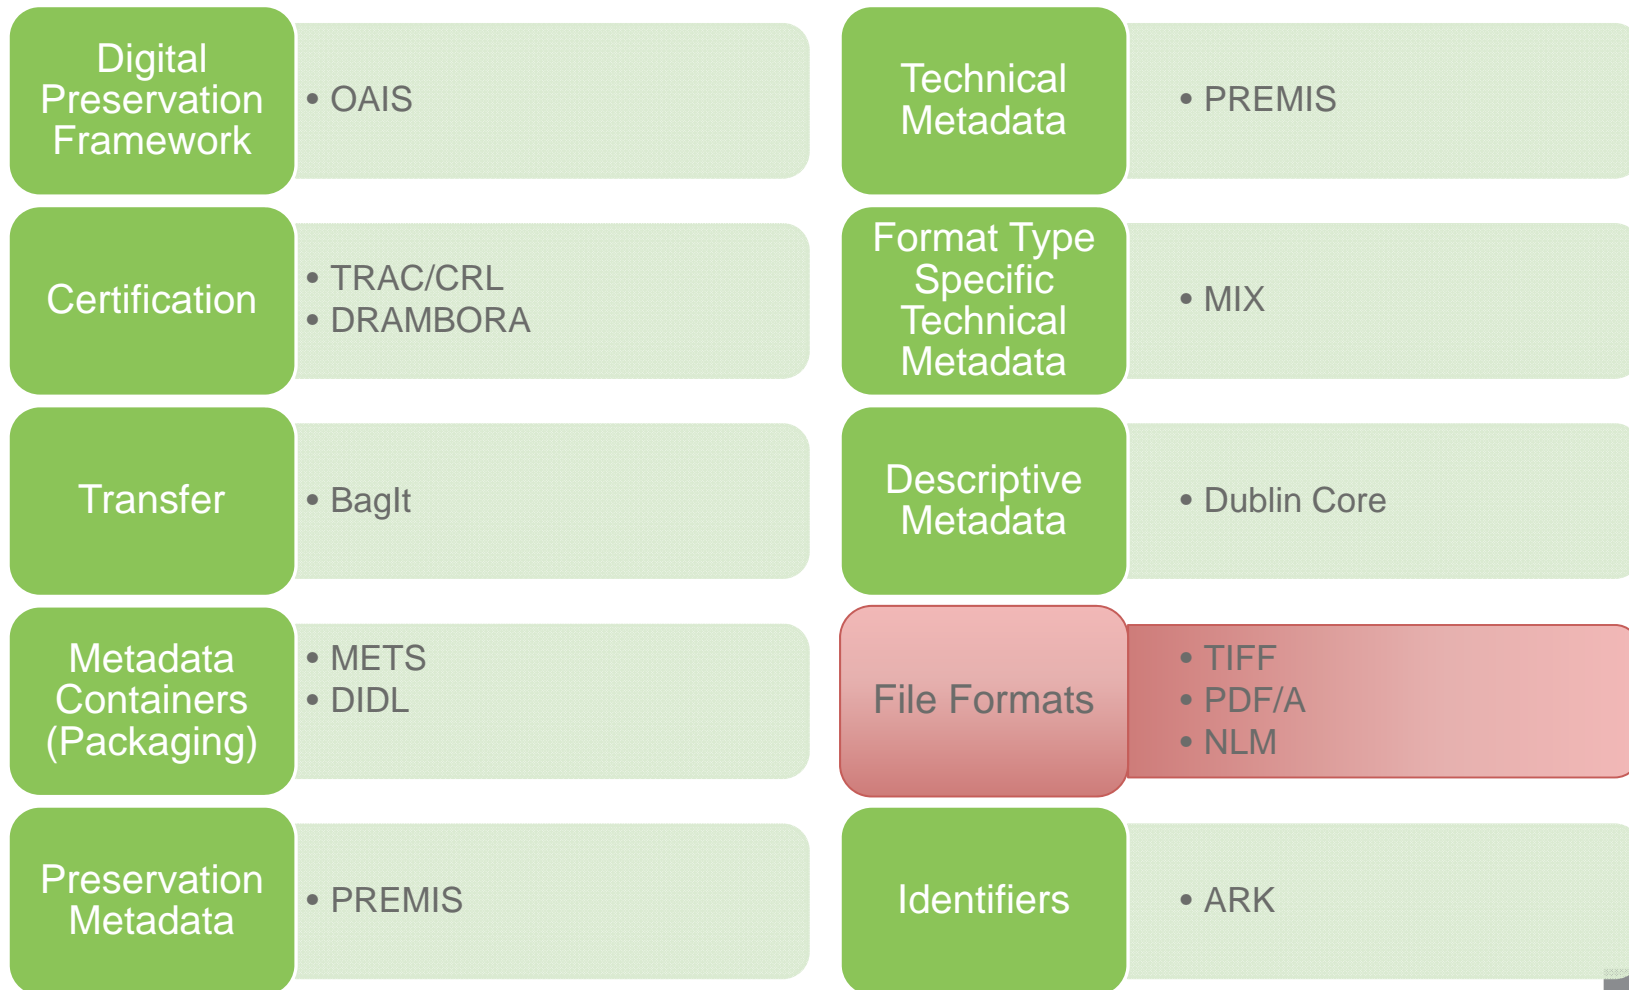 Digital
Preservation
Framework
• OAIS
Certification
• TRAC/CRL
• DRAMBORA
Transfer
• BagIt
Metadata
Containers
(Packaging)
• METS
• DIDL
Preservation
Metadata
• PREMIS
Technical
Metadata
• PREMIS
Format Type
Specific
Technical
Metadata
• MIX
Descriptive
Metadata
• Dublin Core
File Formats
• TIFF
• PDF/A
• NLM
Identifiers
• ARK